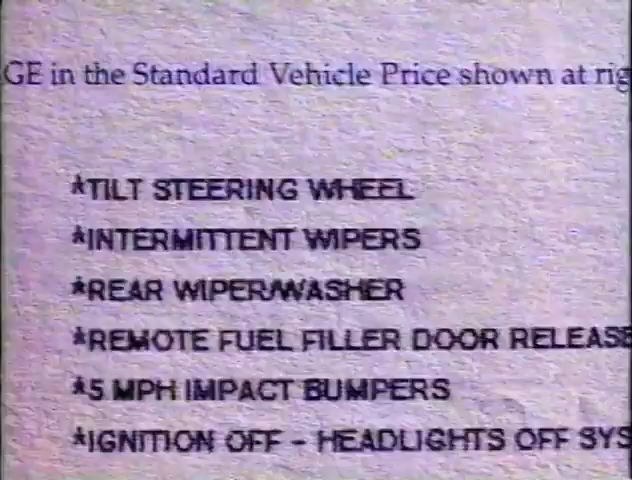 GE in the Standard Vehicle Price shown at rig
*TILT STEERING WHEEL
*INTERMITTENT WIPERS
*REAR WIPER/WASHER
*REMOTE FUEL FILLER DOOR RELEASE
*5 MPH IMPACT BUMPERS
*IGNITION OFF - HEADLIGHTS OFF SYS